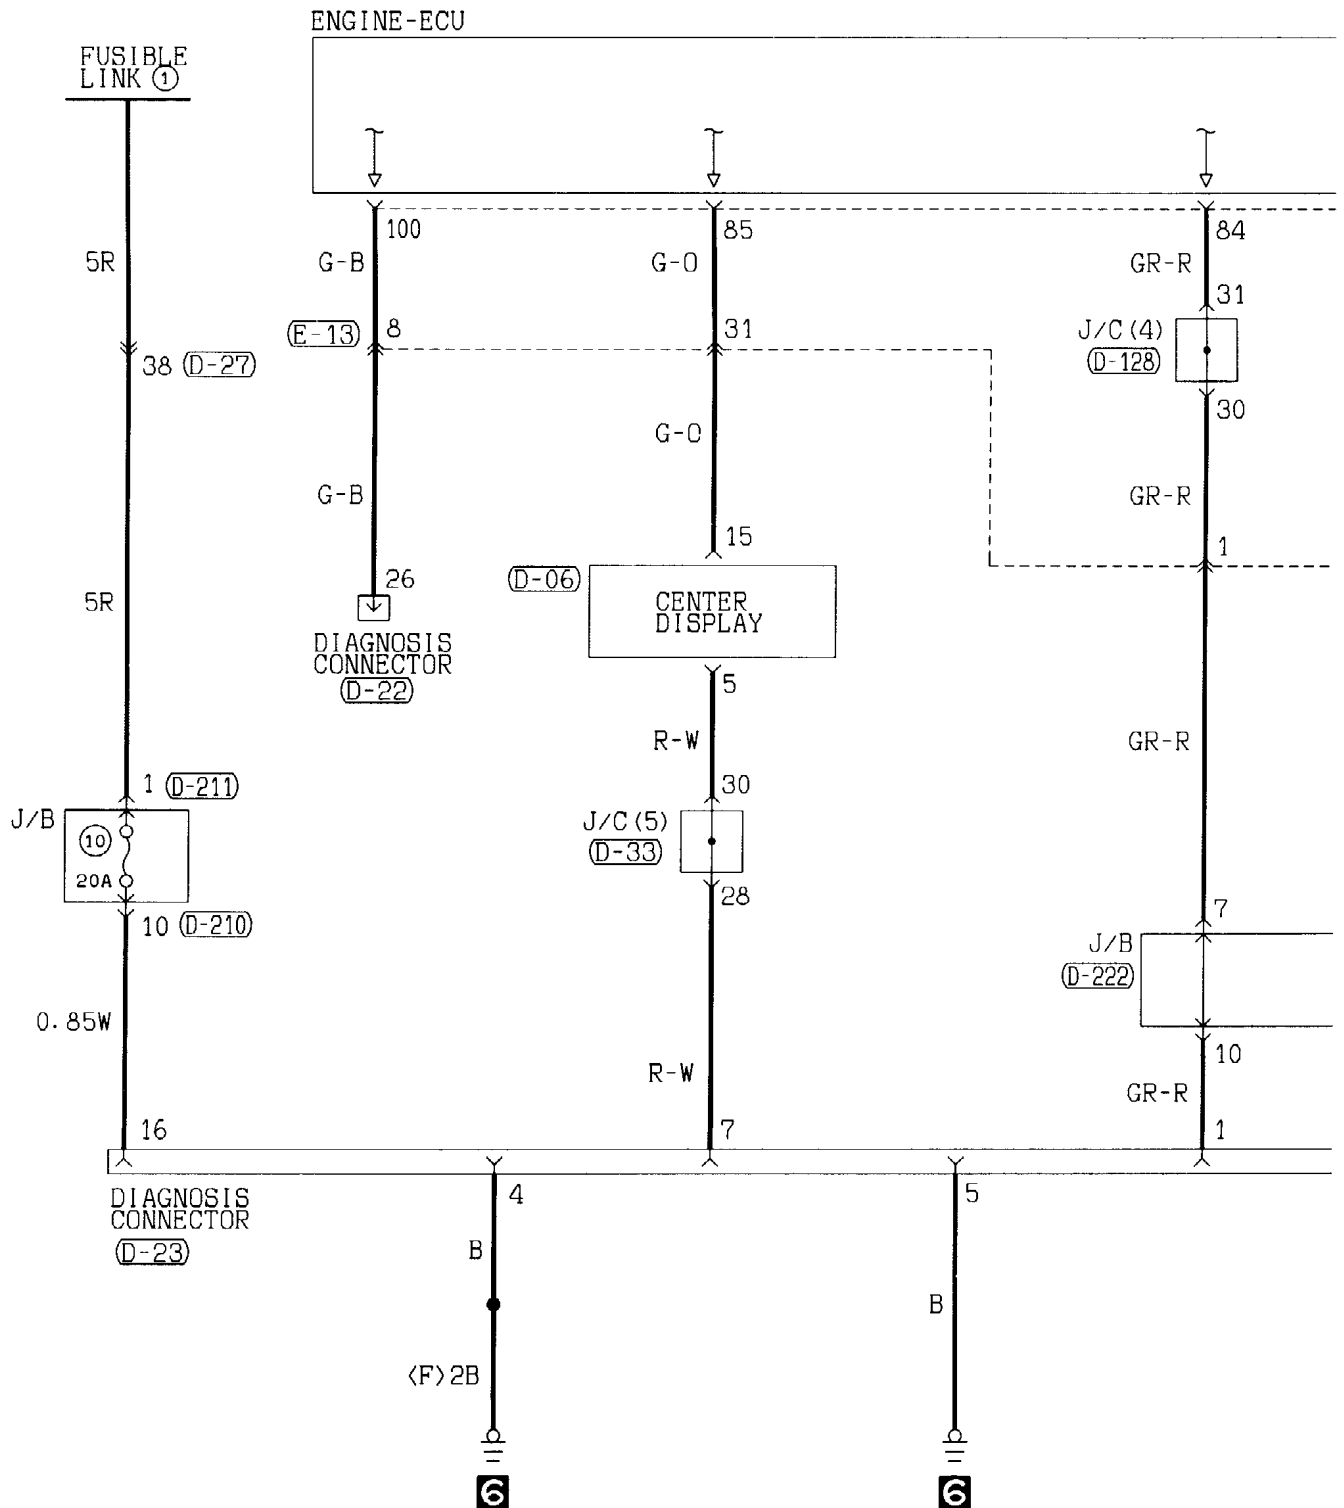 ENGINE-ECU
FUSIBLE
LINK ①
100
85
84
5R
G-B
G-O
GR-R
31
(E-13)
8
31
J/C (4)
(D-128)
38 (D-27)
30
G-O
G-B
GR-R
15
1
26
(D-06)
CENTER
DISPLAY
5R
DIAGNOSIS
CONNECTOR
(D-22)
5
R-W
GR-R
1 (D-211)
30
J/B
⑩
20A
J/C (5)
(D-33)
28
10 (D-210)
7
J/B
(D-222)
0.85W
10
R-W
GR-R
16
7
1
DIAGNOSIS
CONNECTOR
(D-23)
4
5
B
B
〈F〉2B
6
6